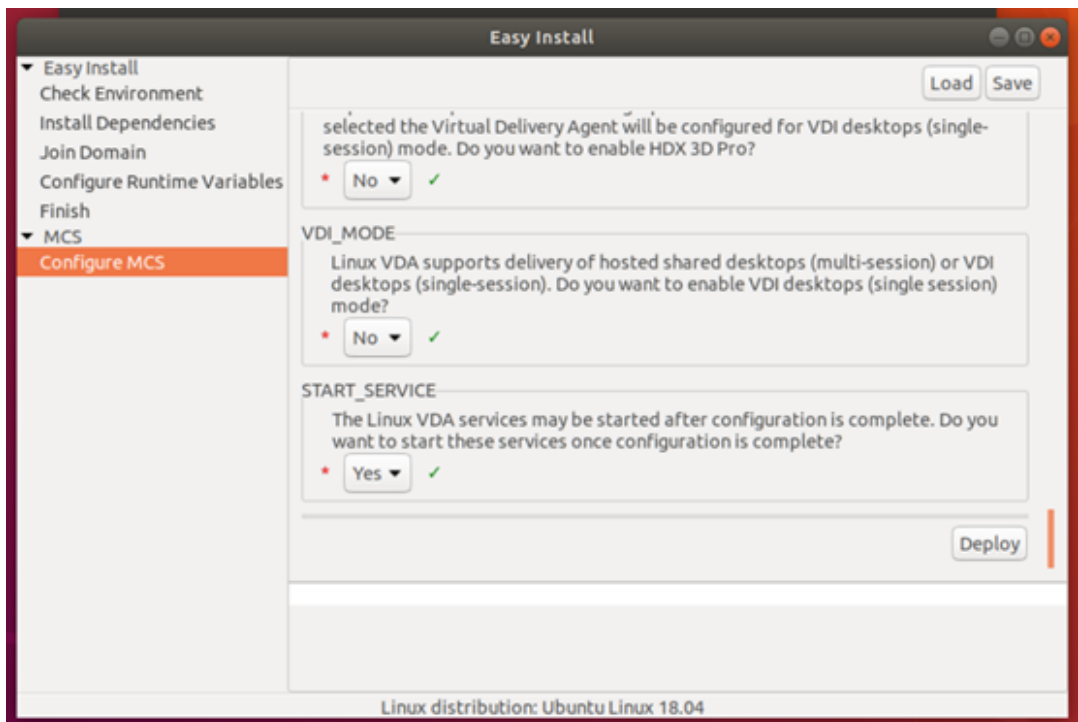 Easy Install
Easy Install
Check Environment
Install Dependencies
Join Domain
Configure Runtime Variables
Finish
MCS
Configure MCS
Load Save
selected the Virtual Delivery Agent will be configured for VDI desktops (single-
session) mode. Do you want to enable HDX 3D Pro?
* No
VDI_MODE
Linux VDA supports delivery of hosted shared desktops (multi-session) or VDI
desktops (single-session). Do you want to enable VDI desktops (single session)
mode?
* No
START_SERVICE
The Linux VDA services may be started after configuration is complete. Do you
want to start these services once configuration is complete?
* Yes
Deploy
Linux distribution: Ubuntu Linux 18.04